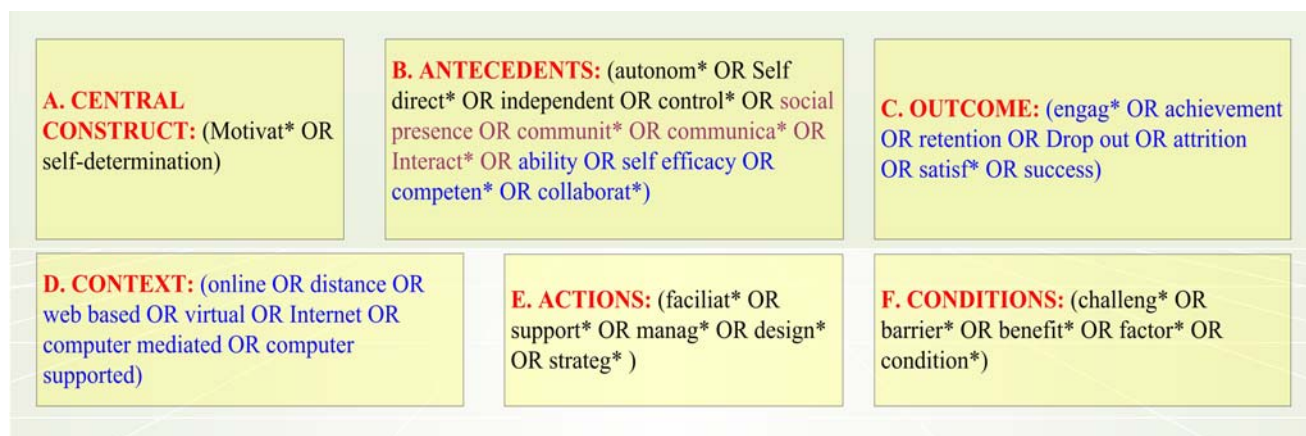 A. CENTRAL
CONSTRUCT: (Motivat* OR
self-determination)
B. ANTECEDENTS: (autonom* OR Self
direct* OR independent OR control* OR social
presence OR communit* OR communica* OR
Interact* OR ability OR self efficacy OR
competen* OR collaborat*)
C. OUTCOME: (engag* OR achievement
OR retention OR Drop out OR attrition
OR satisf* OR success)
D. CONTEXT: (online OR distance OR
web based OR virtual OR Internet OR
computer mediated OR computer
supported)
E. ACTIONS: (faciliat* OR
support* OR manag* OR design*
OR strateg* )
F. CONDITIONS: (challeng* OR
barrier* OR benefit* OR factor* OR
condition*)